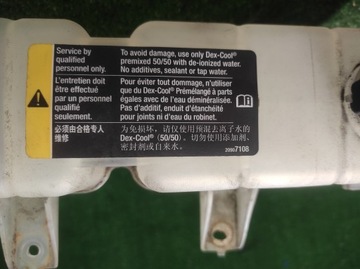 Service by
qualified
personnel only.
To avoid damage, use only Dex-Cool®
premixed 50/50 with de-ionized water.
No additives, sealant or tap water.
L'entretien doit
être effectué
par un personnel
qualifié
seulement.
Pour éviter tout dommage, n'utiliser
que du Dex-Cool® Prémélangé à parts
égales avec de l'eau déminéralisée.
Pas d'additif, enduit d'étanchéité
pour joints ni d'eau du robinet.
必须由合格专人
维修
为免损坏，请仅使用预混去离子水的
Dex-Cool® (50/50)。切勿使用添加剂、
密封剂或自来水。
20967108